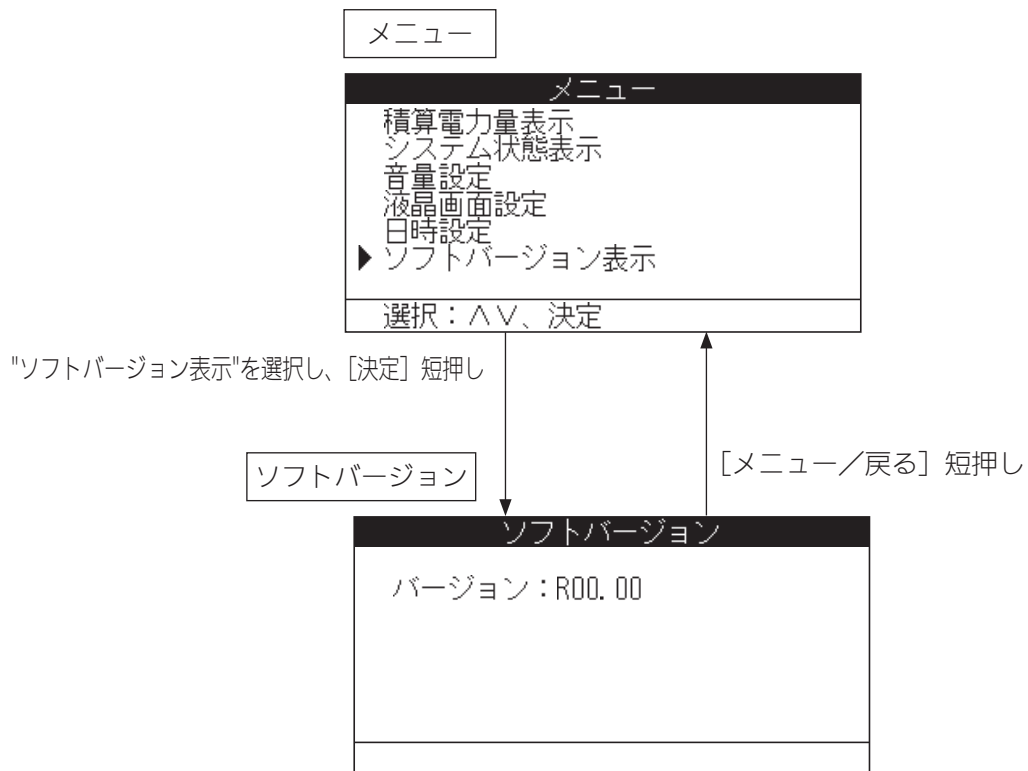 メニュー
メニュー
積算電力量表示
システム状態表示
音量設定
液晶画面設定
日時設定
▶ ソフトバージョン表示
選択：∧∨、決定
"ソフトバージョン表示"を選択し、［決定］短押し
［メニュー／戻る］短押し
ソフトバージョン
ソフトバージョン
バージョン：R00.00